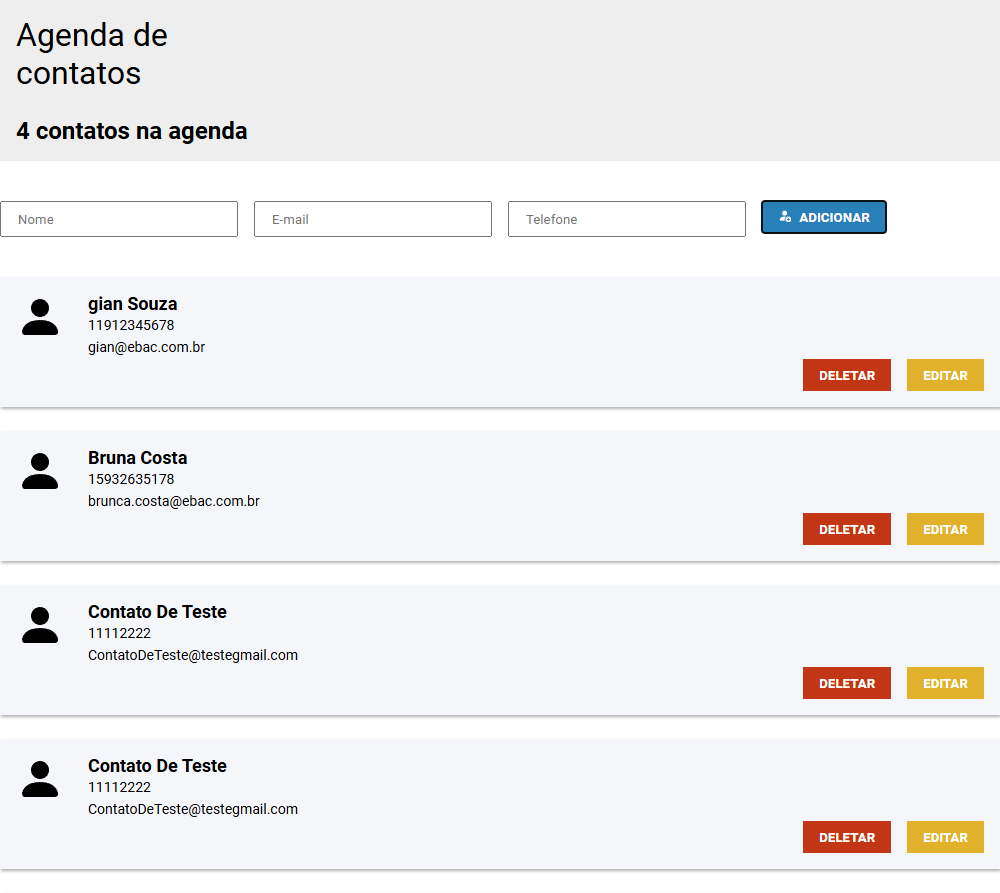 Agenda de
contatos
4 contatos na agenda
Nome E-mail Telefone ADICIONAR
gian Souza
11912345678
gian@ebac.com.br
DELETAR EDITAR
Bruna Costa
15932635178
brunca.costa@ebac.com.br
DELETAR EDITAR
Contato De Teste
11112222
ContatoDeTeste@testegmail.com
DELETAR EDITAR
Contato De Teste
11112222
ContatoDeTeste@testegmail.com
DELETAR EDITAR